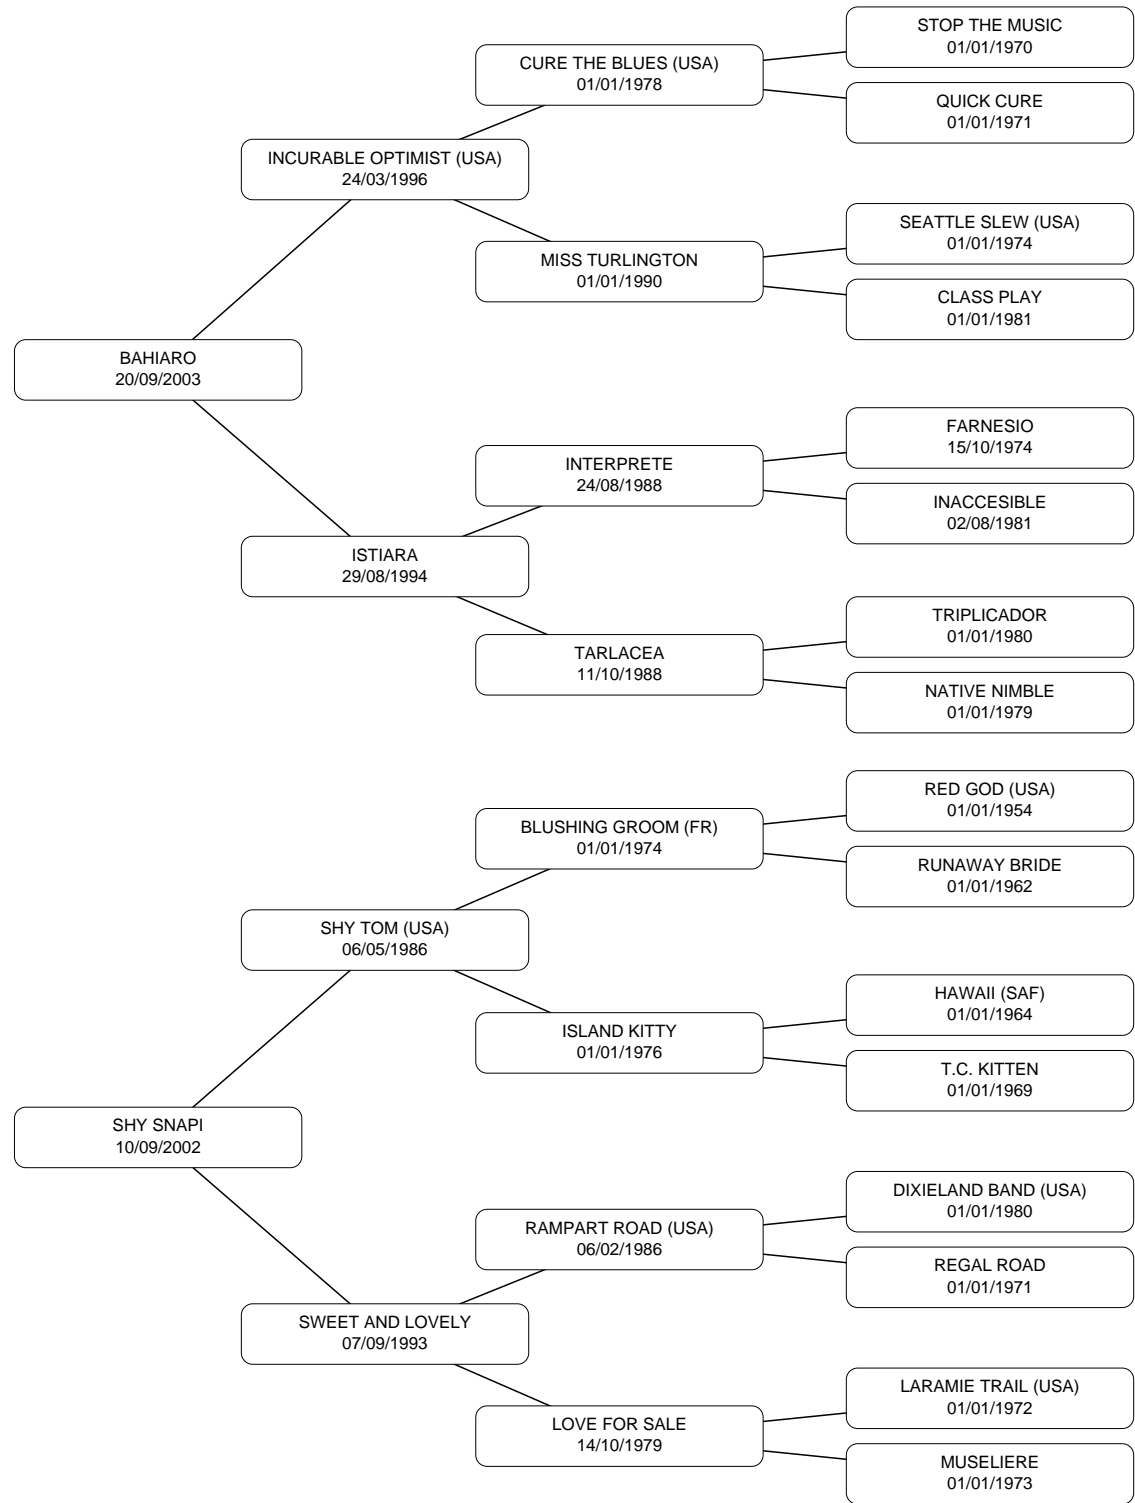 STOP THE MUSIC
01/01/1970
CURE THE BLUES (USA)
01/01/1978
QUICK CURE
01/01/1971
INCURABLE OPTIMIST (USA)
24/03/1996
SEATTLE SLEW (USA)
01/01/1974
MISS TURLINGTON
01/01/1990
CLASS PLAY
01/01/1981
BAHIARO
20/09/2003
FARNESIO
15/10/1974
INTERPRETE
24/08/1988
INACCESIBLE
02/08/1981
ISTIARA
29/08/1994
TRIPLICADOR
01/01/1980
TARLACEA
11/10/1988
NATIVE NIMBLE
01/01/1979
RED GOD (USA)
01/01/1954
BLUSHING GROOM (FR)
01/01/1974
RUNAWAY BRIDE
01/01/1962
SHY TOM (USA)
06/05/1986
HAWAII (SAF)
01/01/1964
ISLAND KITTY
01/01/1976
T.C. KITTEN
01/01/1969
SHY SNAPI
10/09/2002
DIXIELAND BAND (USA)
01/01/1980
RAMPART ROAD (USA)
06/02/1986
REGAL ROAD
01/01/1971
SWEET AND LOVELY
07/09/1993
LARAMIE TRAIL (USA)
01/01/1972
LOVE FOR SALE
14/10/1979
MUSELIERE
01/01/1973